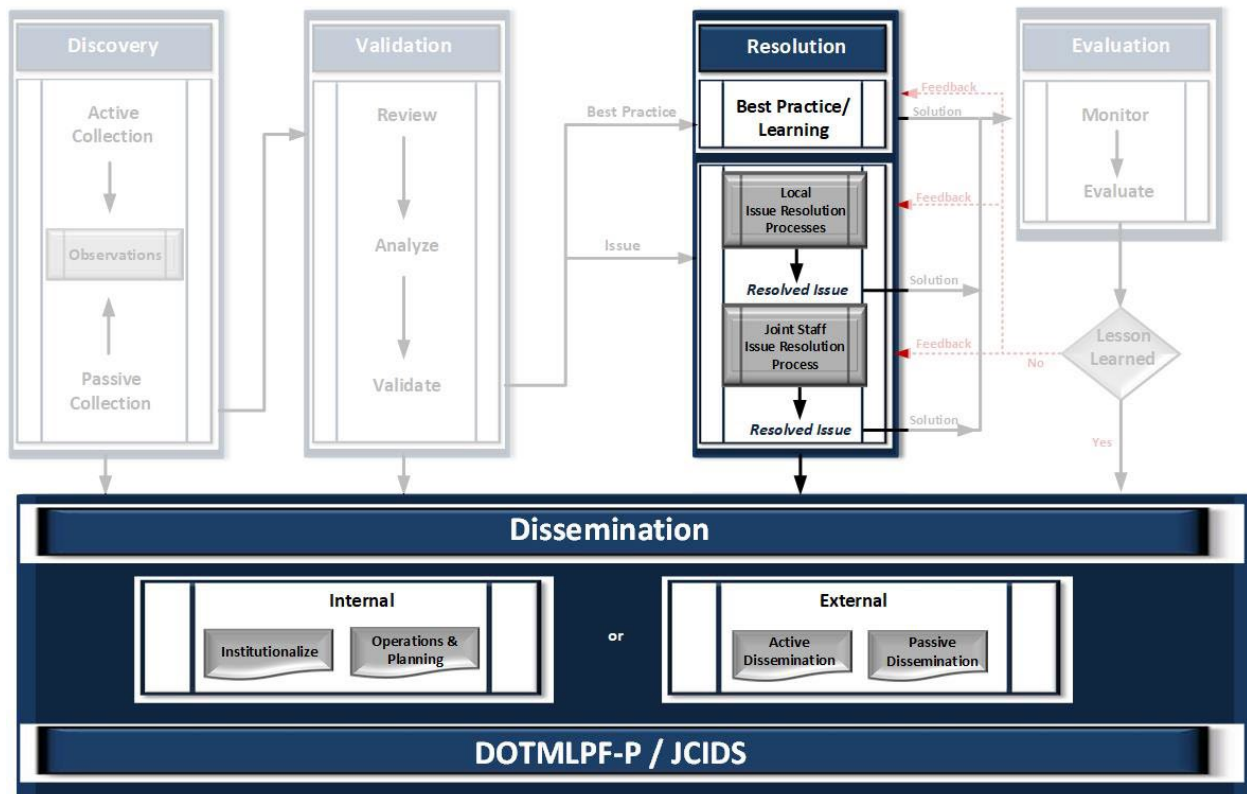 Discovery
Active
Collection
Observations
Passive
Collection
Validation
Review
Analyze
Validate
Best Practice
Issue
Resolution
Best Practice/
Learning
Local
Issue Resolution
Processes
Resolved Issue
Joint Staff
Issue Resolution
Process
Resolved Issue
Feedback
Solution
Feedback
Solution
Feedback
Solution
Evaluation
Monitor
Evaluate
Lesson
Learned
No
Yes
Dissemination
Internal
Institutionalize
Operations &
Planning
or
External
Active
Dissemination
Passive
Dissemination
DOTMLPF-P / JCIDS